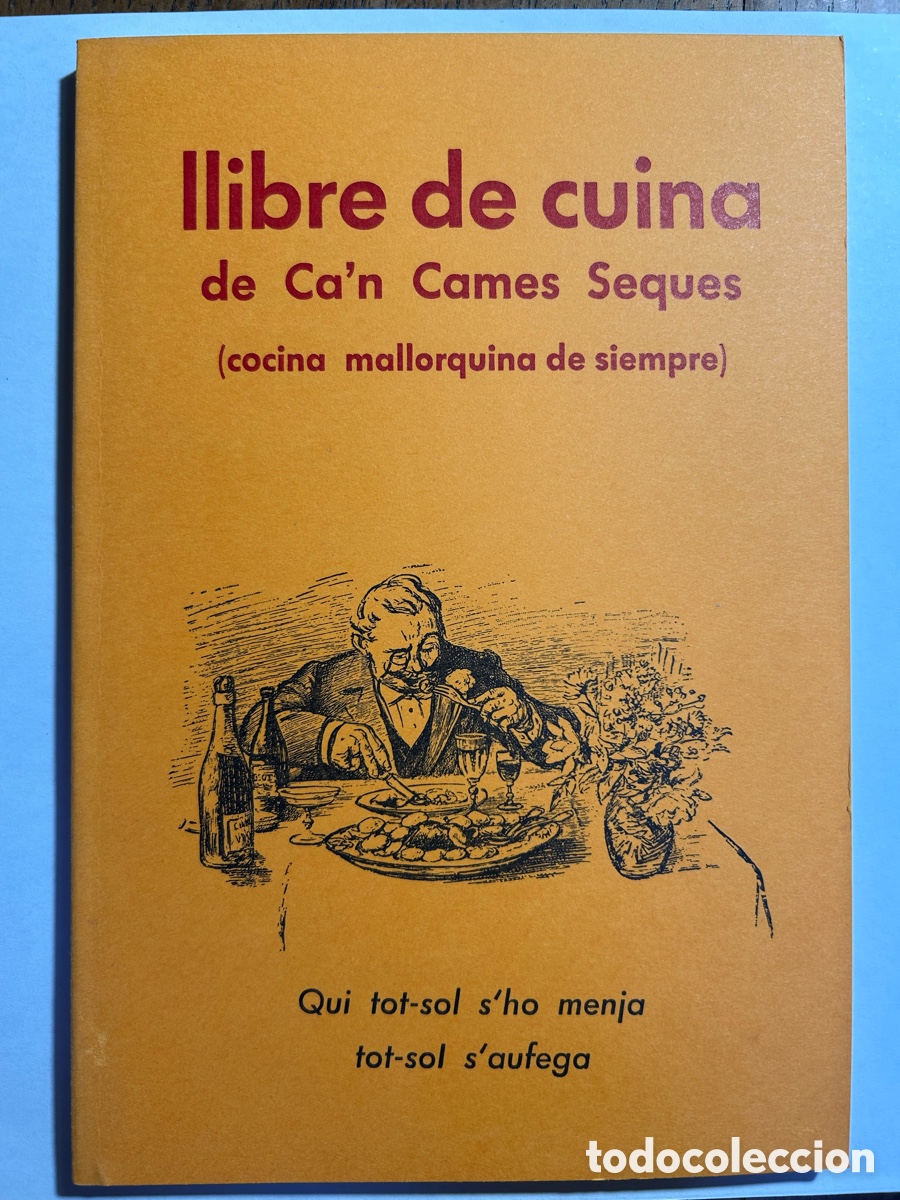 llibre de cuina
de Ca'n Cames Seques
(cocina mallorquina de siempre)
Qui tot-sol s'ho menja
tot-sol s'aufega
todocoleccion